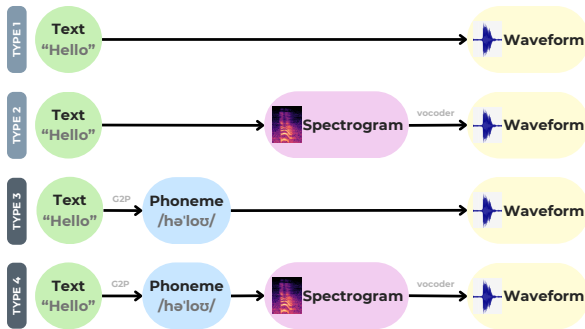 TYPE 1
Text
“Hello”
Waveform
TYPE 2
Text
“Hello”
Spectrogram
vocoder
Waveform
TYPE 3
Text
“Hello”
G2P
Phoneme
/həˈloʊ/
Waveform
TYPE 4
Text
“Hello”
G2P
Phoneme
/həˈloʊ/
Spectrogram
vocoder
Waveform